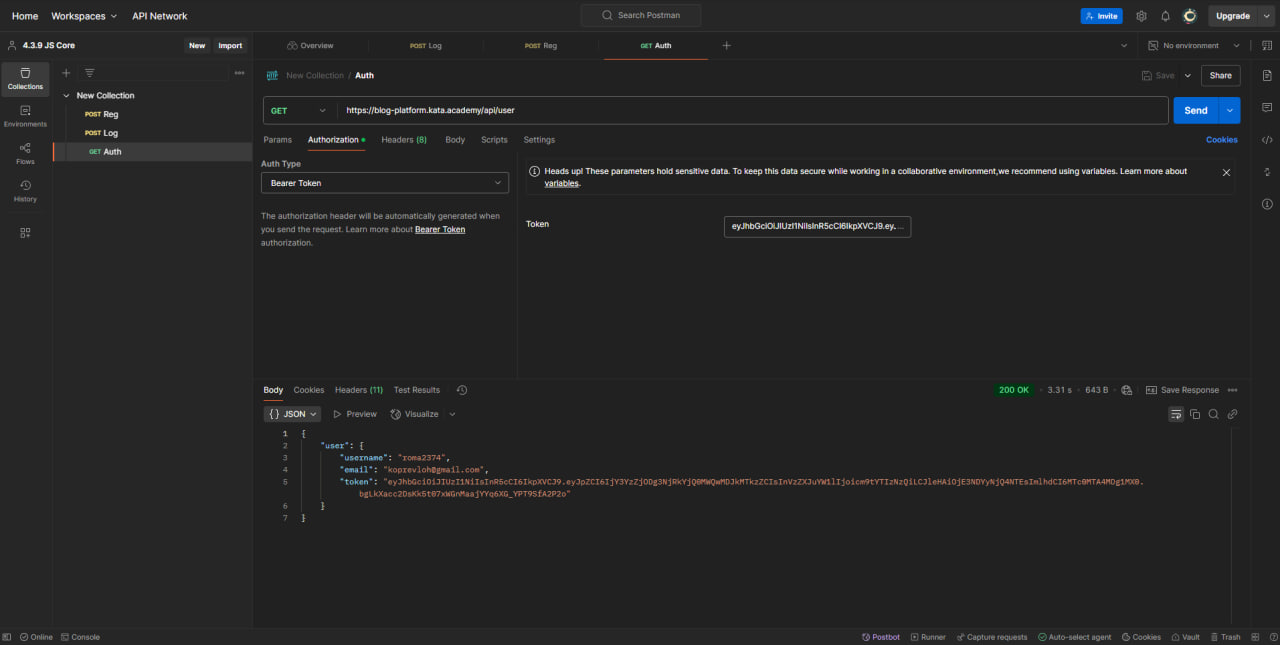 Home Workspaces API Network Search Postman Invite Upgrade
4.3.9 JS Core New Import Overview POST Log POST Reg GET Auth No environment
Collections
Environments
Flows
History
New Collection
POST Reg
POST Log
GET Auth
New Collection / Auth Save Share
GET https://blog-platform.kata.academy/api/user Send
Params Authorization Headers (8) Body Scripts Settings Cookies
Auth Type
Bearer Token
The authorization header will be automatically generated when
you send the request. Learn more about Bearer Token
authorization.
Heads up! These parameters hold sensitive data. To keep this data secure while working in a collaborative environment,we recommend using variables. Learn more about
variables.
Token eyJhbGciOiJIUzI1NiIsInR5cCI6IkpXVCJ9.ey. ...
Body Cookies Headers (11) Test Results 200 OK 3.31 s 643 B Save Response
{} JSON Preview Visualize
1 {
2 "user": {
3 "username": "roma2374",
4 "email": "koprevloh@gmail.com",
5 "token":
6 }
7 }
Online Console Postbot Runner Capture requests Auto-select agent Cookies Vault Trash